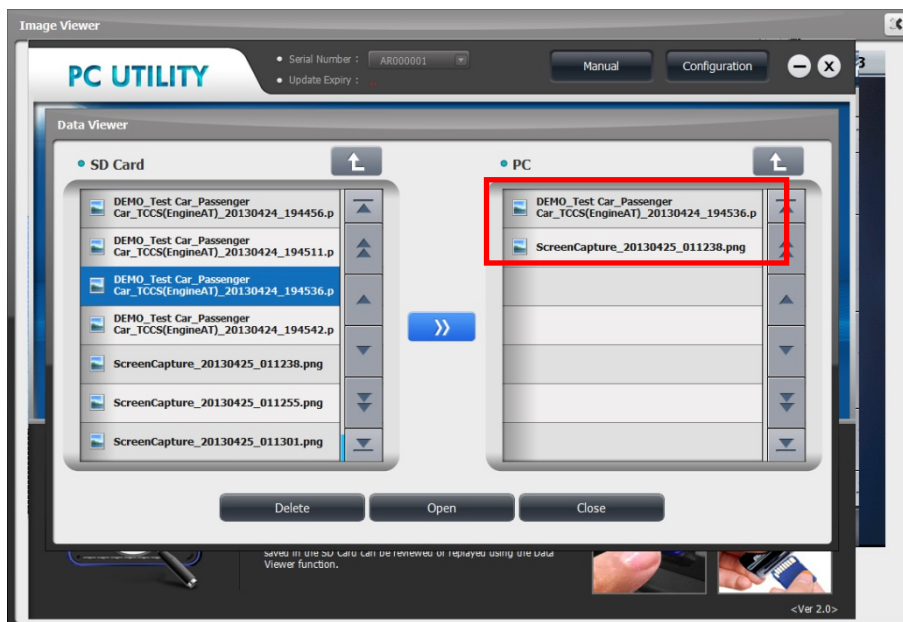 Image Viewer
PC UTILITY
Serial Number : AR000001
Update Expiry :
Manual
Configuration
3
Data Viewer
SD Card
PC
DEMO_Test Car_Passenger
Car_TCCS(EngineAT)_20130424_194456.p
DEMO_Test Car_Passenger
Car_TCCS(EngineAT)_20130424_194511.p
DEMO_Test Car_Passenger
Car_TCCS(EngineAT)_20130424_194536.p
DEMO_Test Car_Passenger
Car_TCCS(EngineAT)_20130424_194542.p
ScreenCapture_20130425_011238.png
ScreenCapture_20130425_011255.png
ScreenCapture_20130425_011301.png
DEMO_Test Car_Passenger
Car_TCCS(EngineAT)_20130424_194536.p
ScreenCapture_20130425_011238.png
Delete
Open
Close
saved in the SD Card can be reviewed or replayed using the Data
Viewer function.
<Ver 2.0>